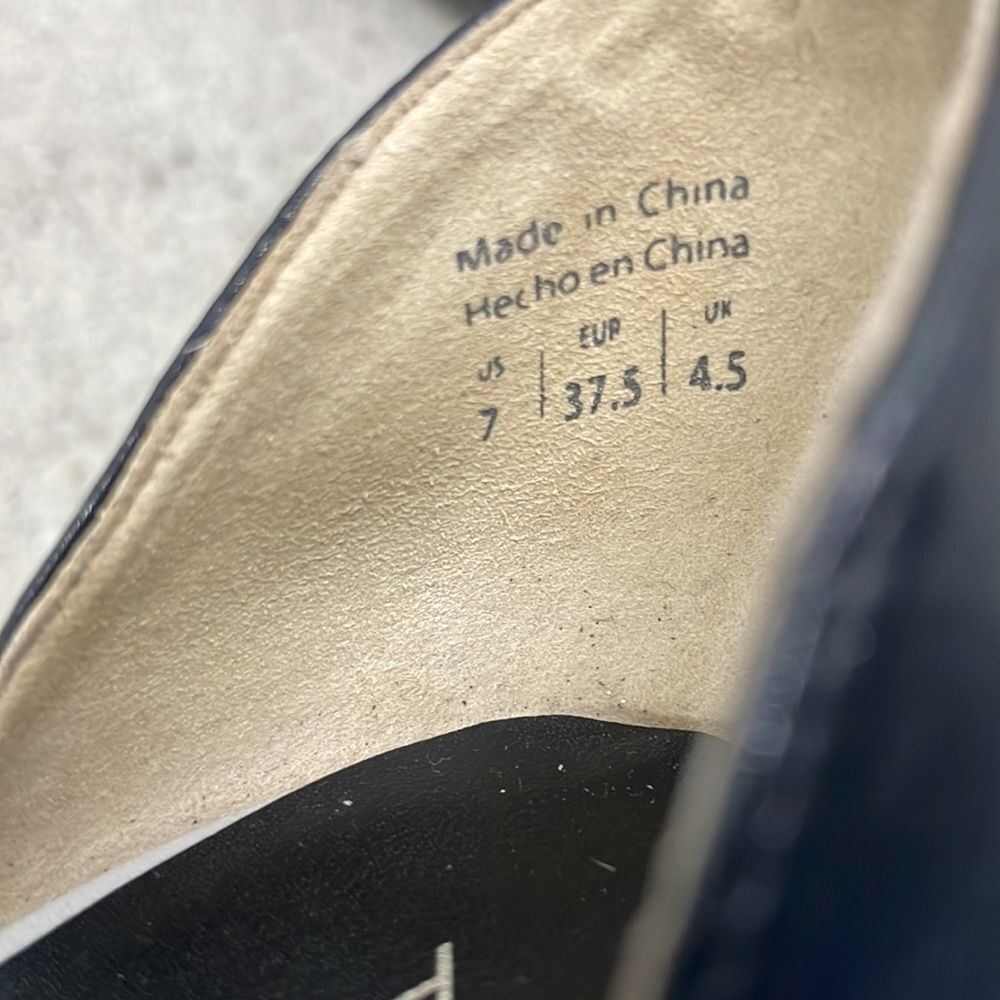 Made in China
Hecho en China
US | EUR | UK
7 | 37.5 | 4.5